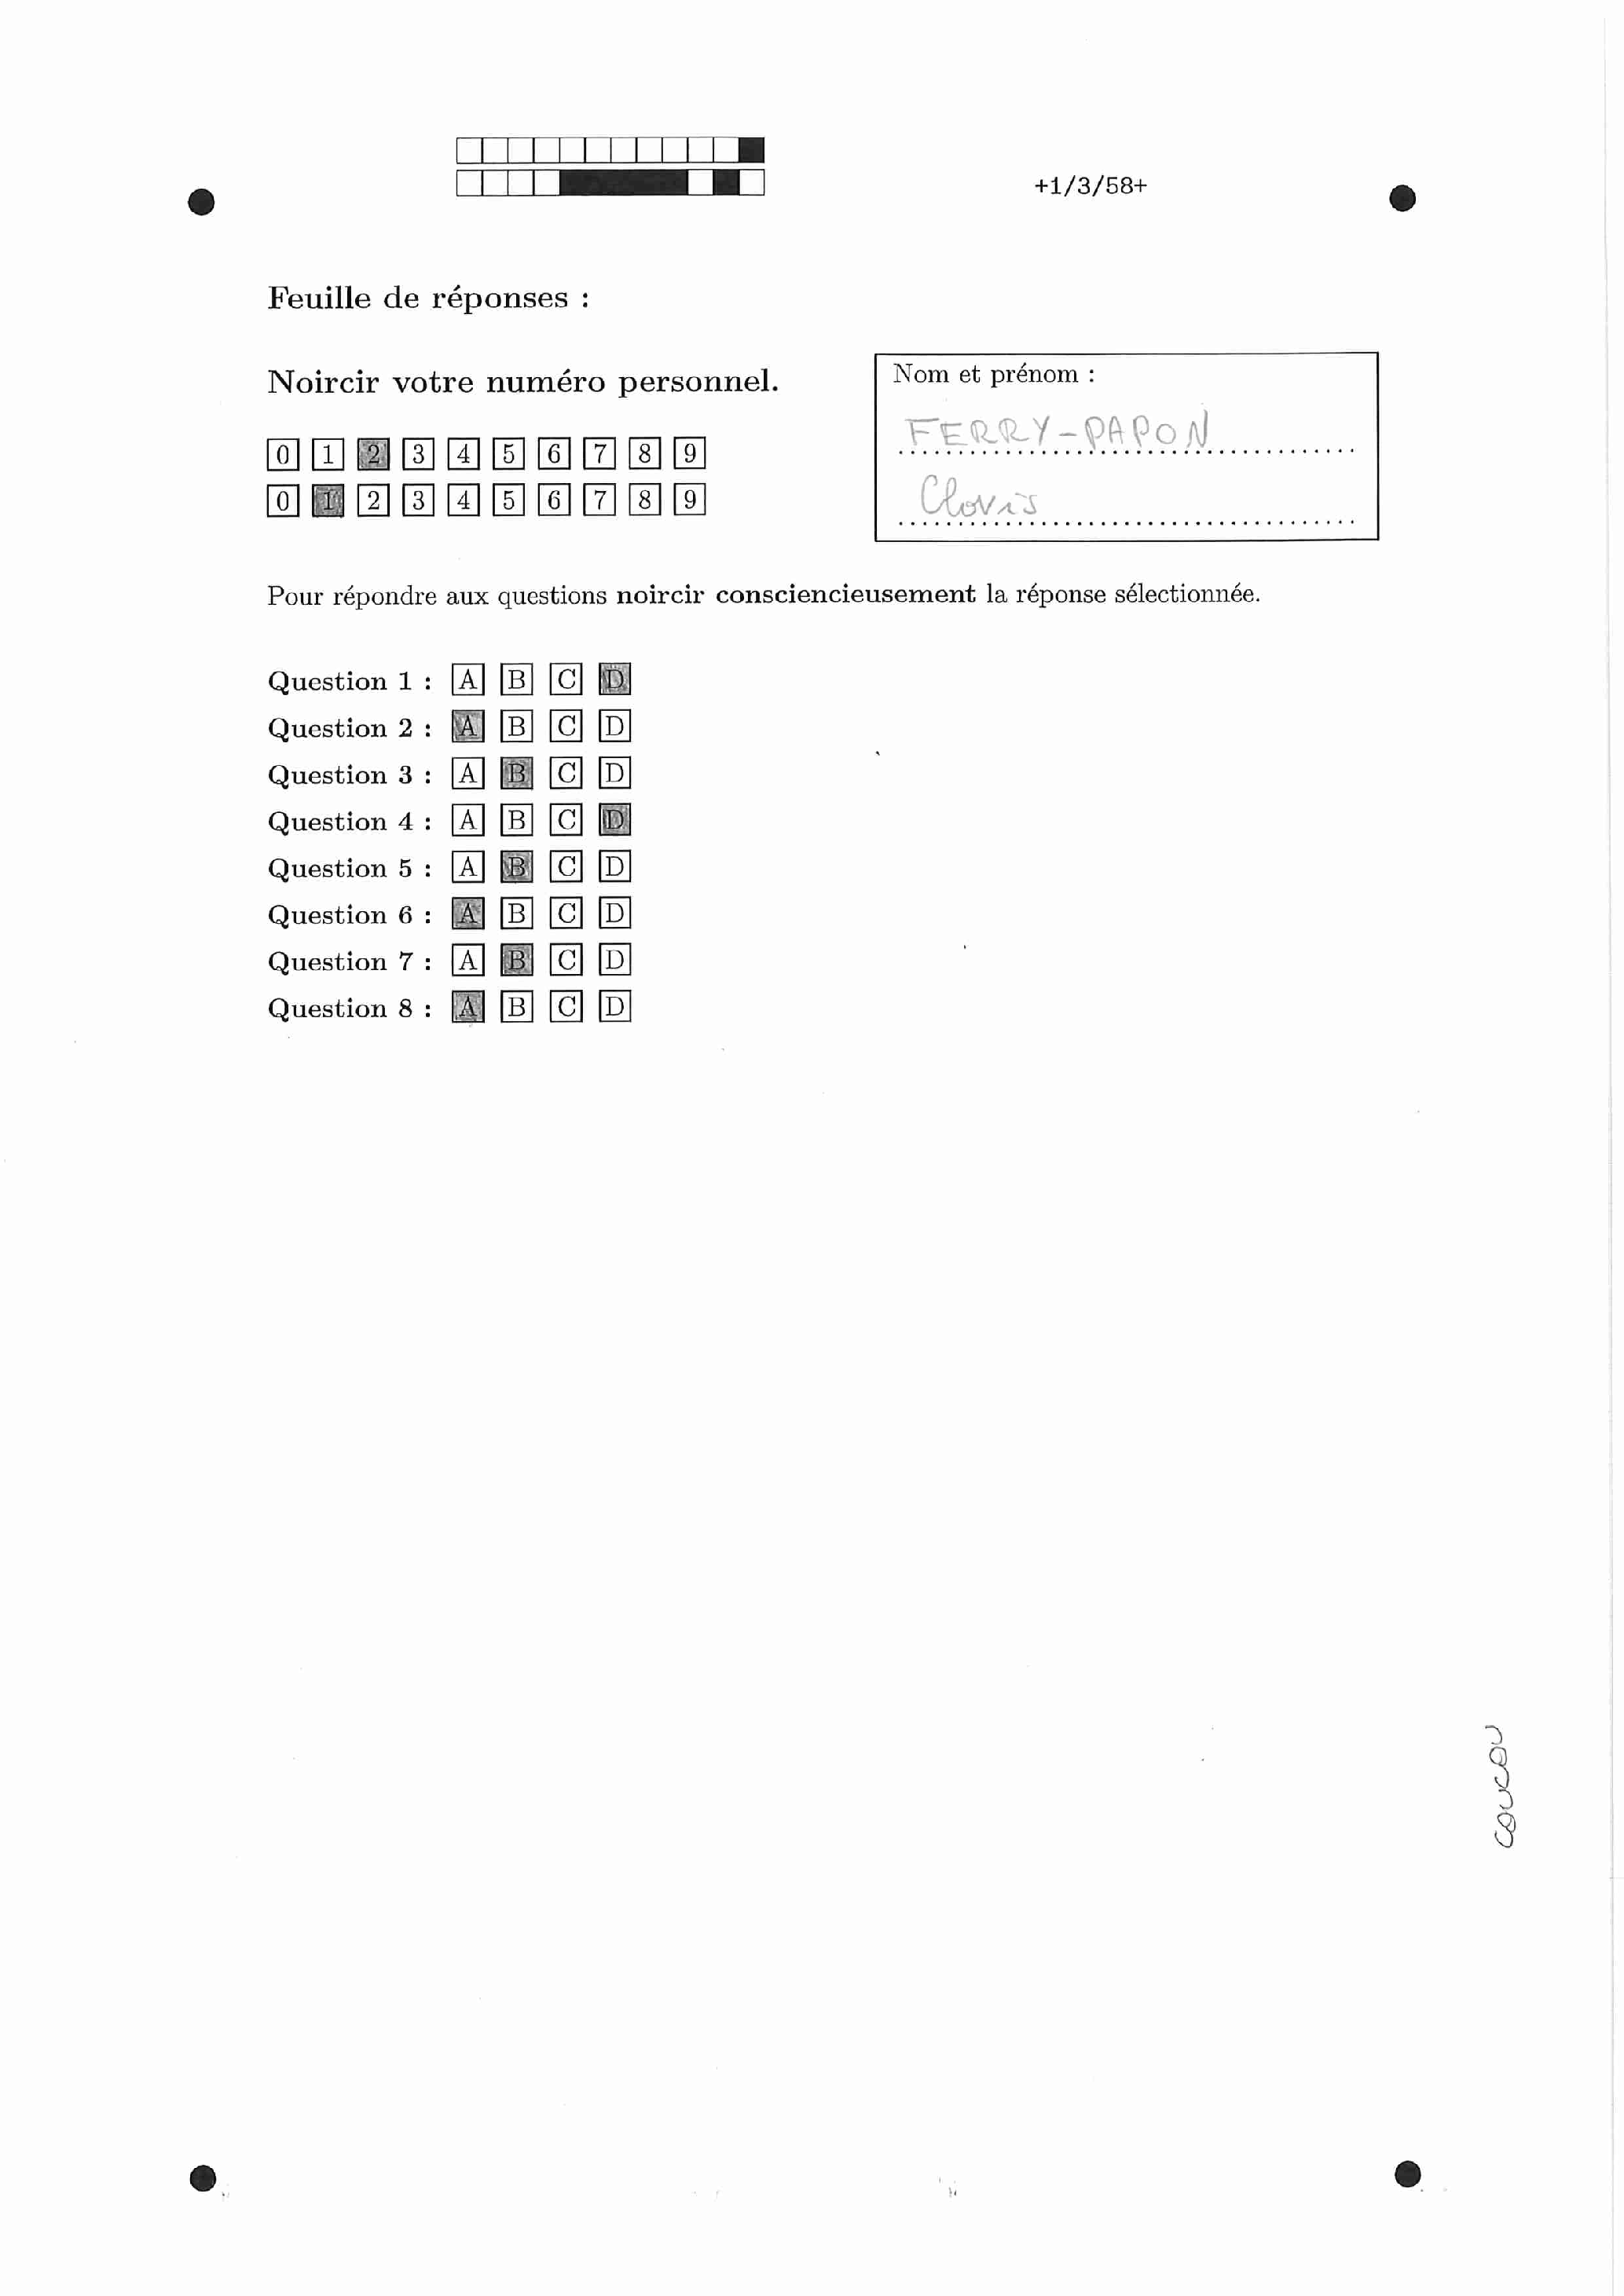 +1/3/58+
Feuille de réponses :
Noircir votre numéro personnel.
0 1 2 3 4 5 6 7 8 9
0 1 2 3 4 5 6 7 8 9
Nom et prénom :
FERRY-PAPON
Clovis
Pour répondre aux questions noircir consciencieusement la réponse sélectionnée.
Question 1 : A B C D
Question 2 : A B C D
Question 3 : A B C D
Question 4 : A B C D
Question 5 : A B C D
Question 6 : A B C D
Question 7 : A B C D
Question 8 : A B C D
coucou